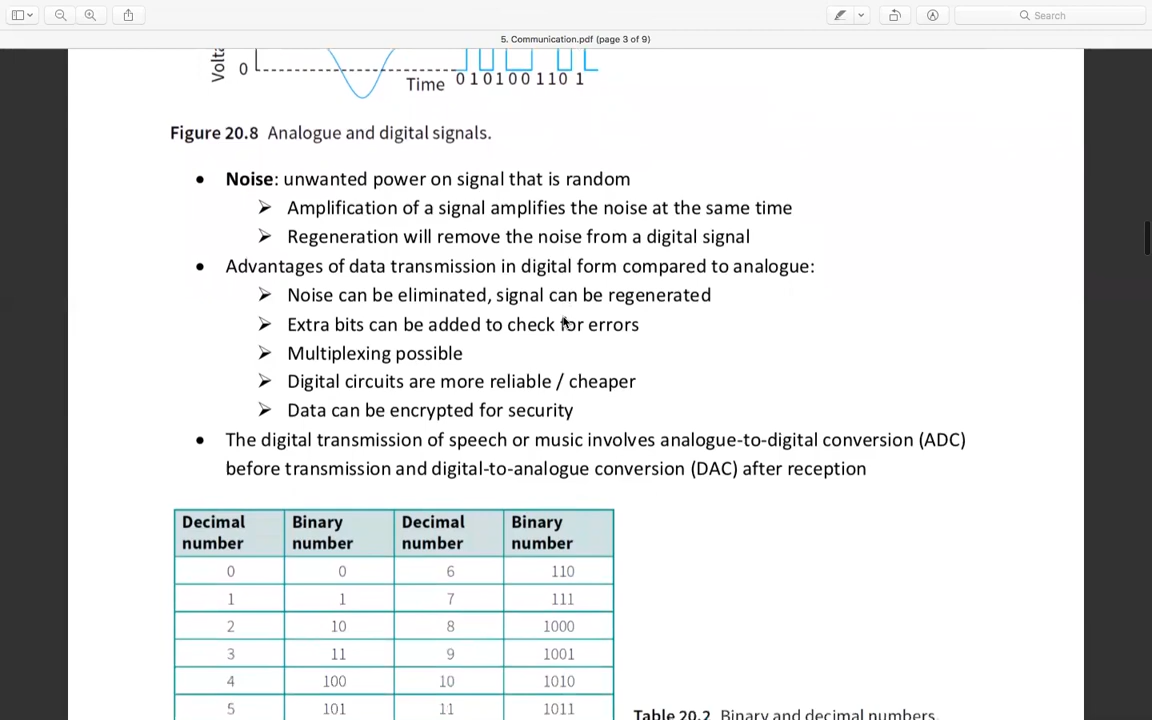 Search
5. Communication.pdf (page 3 of 9)
Volta
0
Time
0 1 0 1 0 0 1 1 0 1
Figure 20.8 Analogue and digital signals.
• Noise: unwanted power on signal that is random
➢ Amplification of a signal amplifies the noise at the same time
➢ Regeneration will remove the noise from a digital signal
• Advantages of data transmission in digital form compared to analogue:
➢ Noise can be eliminated, signal can be regenerated
➢ Extra bits can be added to check for errors
➢ Multiplexing possible
➢ Digital circuits are more reliable / cheaper
➢ Data can be encrypted for security
• The digital transmission of speech or music involves analogue-to-digital conversion (ADC)
before transmission and digital-to-analogue conversion (DAC) after reception
Decimal number Binary number Decimal number Binary number
0 0 6 110
1 1 7 111
2 10 8 1000
3 11 9 1001
4 100 10 1010
5 101 11 1011
Table 20.2 Binary and decimal numbers.